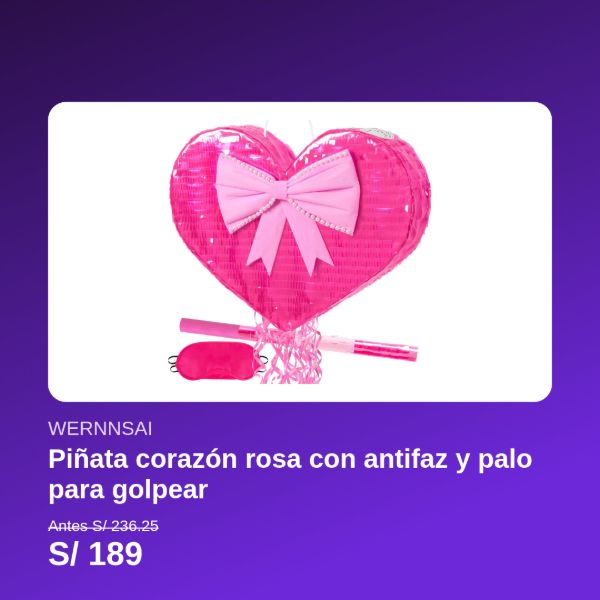 WERNNSAI
Piñata corazón rosa con antifaz y palo
para golpear
Antes S/ 236.25
S/ 189